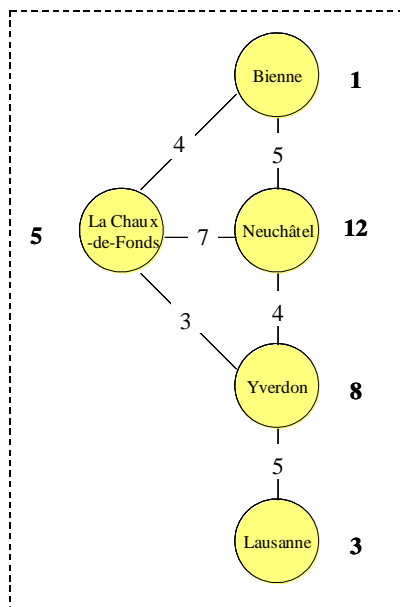 Bienne
1
4
5
La Chaux
-de-Fonds
5
7
Neuchâtel
12
3
4
Yverdon
8
5
Lausanne
3